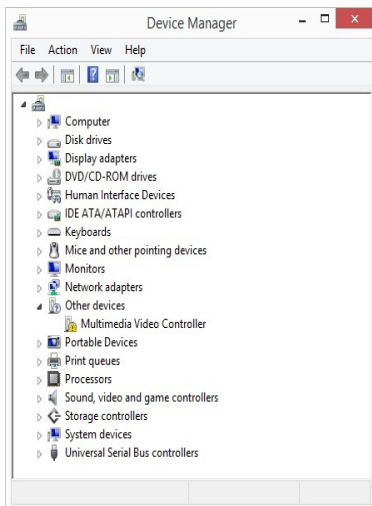 Device Manager
File Action View Help
Computer
Disk drives
Display adapters
DVD/CD-ROM drives
Human Interface Devices
IDE ATA/ATAPI controllers
Keyboards
Mice and other pointing devices
Monitors
Network adapters
Other devices
Multimedia Video Controller
Portable Devices
Print queues
Processors
Sound, video and game controllers
Storage controllers
System devices
Universal Serial Bus controllers